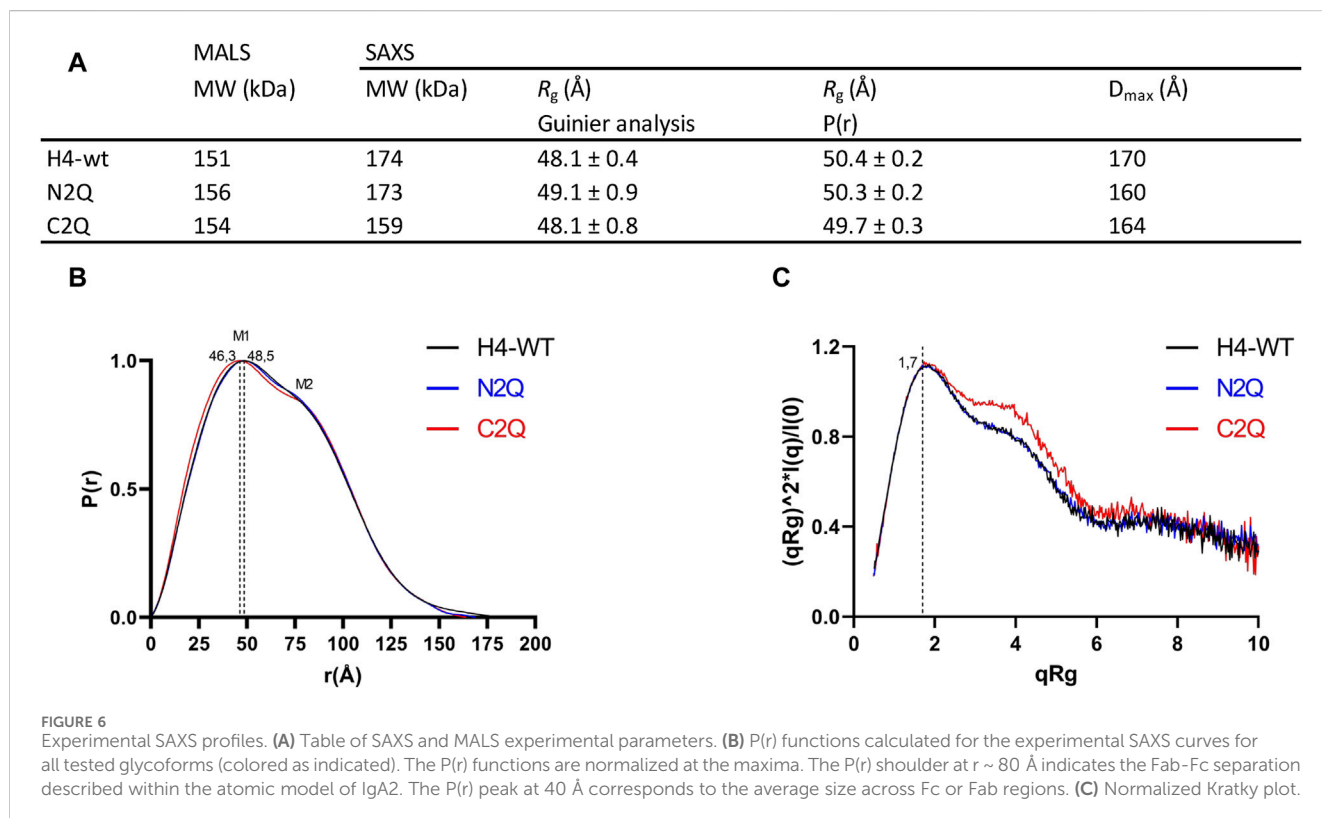 A
MALS SAXS
MW (kDa) MW (kDa) Rg (Å) Rg (Å) Dmax (Å)
Guinier analysis P(r)
H4-wt 151 174 48.1 ± 0.4 50.4 ± 0.2 170
N2Q 156 173 49.1 ± 0.9 50.3 ± 0.2 160
C2Q 154 159 48.1 ± 0.8 49.7 ± 0.3 164
B
M1
46,3 48,5
M2
H4-WT
N2Q
C2Q
P(r)
1.0
0.5
0.0
0 25 50 75 100 125 150 175 200
r(Å)
C
1,7
H4-WT
N2Q
C2Q
(qRg)^2*I(q)/I(0)
1.2
0.8
0.4
0.0
0 2 4 6 8 10
qRg
FIGURE 6
Experimental SAXS profiles. (A) Table of SAXS and MALS experimental parameters. (B) P(r) functions calculated for the experimental SAXS curves for
all tested glycoforms (colored as indicated). The P(r) functions are normalized at the maxima. The P(r) shoulder at r ~ 80 Å indicates the Fab-Fc separation
described within the atomic model of IgA2. The P(r) peak at 40 Å corresponds to the average size across Fc or Fab regions. (C) Normalized Kratky plot.